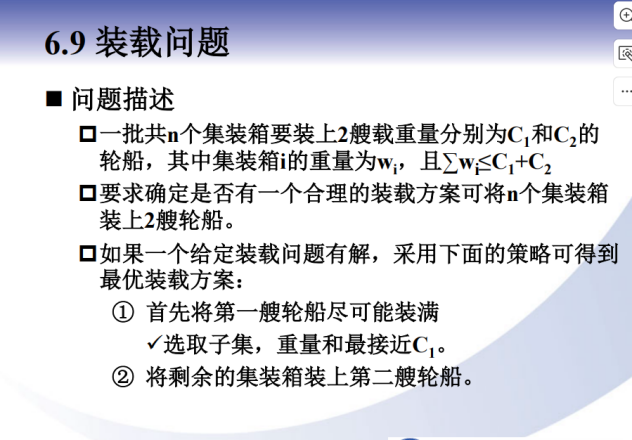 6.9 装载问题
■ 问题描述
一批共n个集装箱要装上2艘载重量分别为C₁和C₂的
轮船，其中集装箱i的重量为wᵢ，且∑wᵢ≤C₁+C₂
要求确定是否有一个合理的装载方案可将n个集装箱
装上2艘轮船。
如果一个给定装载问题有解，采用下面的策略可得到
最优装载方案：
① 首先将第一艘轮船尽可能装满
✓选取子集，重量和最接近C₁。
② 将剩余的集装箱装上第二艘轮船。